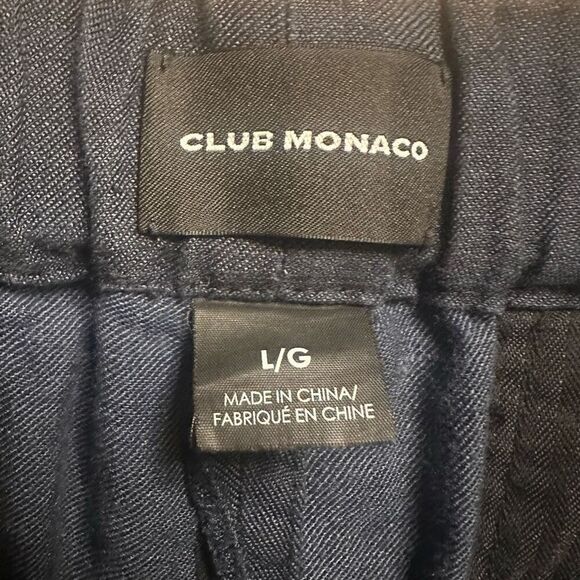 CLUB MONACO
L/G
MADE IN CHINA/
FABRIQUÉ EN CHINE